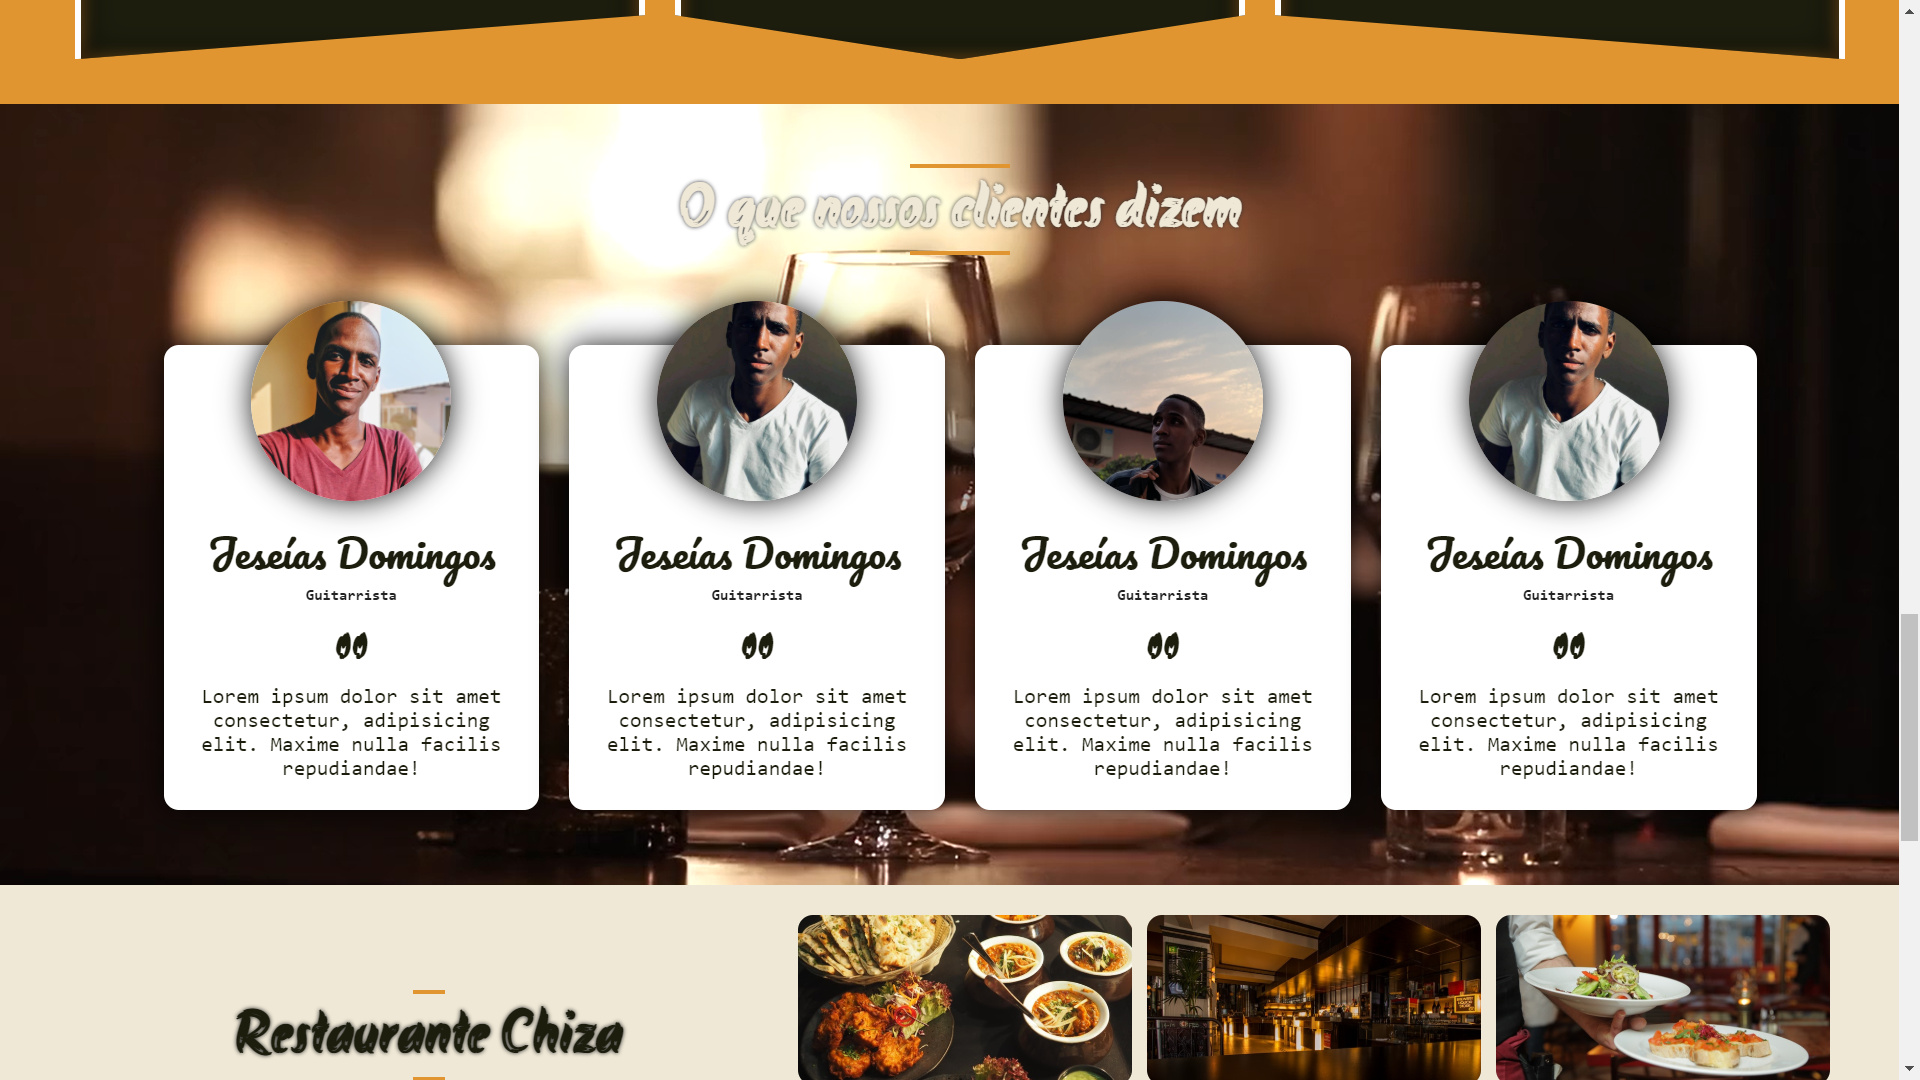 O que nossos clientes dizem
Jeseías Domingos
Guitarrista
"
Lorem ipsum dolor sit amet
consectetur, adipisicing
elit. Maxime nulla facilis
repudiandae!
Jeseías Domingos
Guitarrista
"
Lorem ipsum dolor sit amet
consectetur, adipisicing
elit. Maxime nulla facilis
repudiandae!
Jeseías Domingos
Guitarrista
"
Lorem ipsum dolor sit amet
consectetur, adipisicing
elit. Maxime nulla facilis
repudiandae!
Jeseías Domingos
Guitarrista
"
Lorem ipsum dolor sit amet
consectetur, adipisicing
elit. Maxime nulla facilis
repudiandae!
Restaurante Chiza